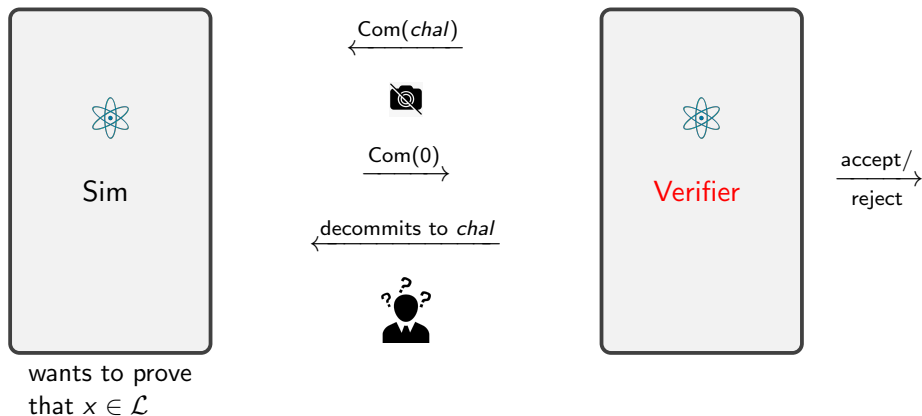 Com(chal)
Com(0)
Sim
Verifier
accept/
reject
decommits to chal
? ? ?
wants to prove
that x ∈ ℒ